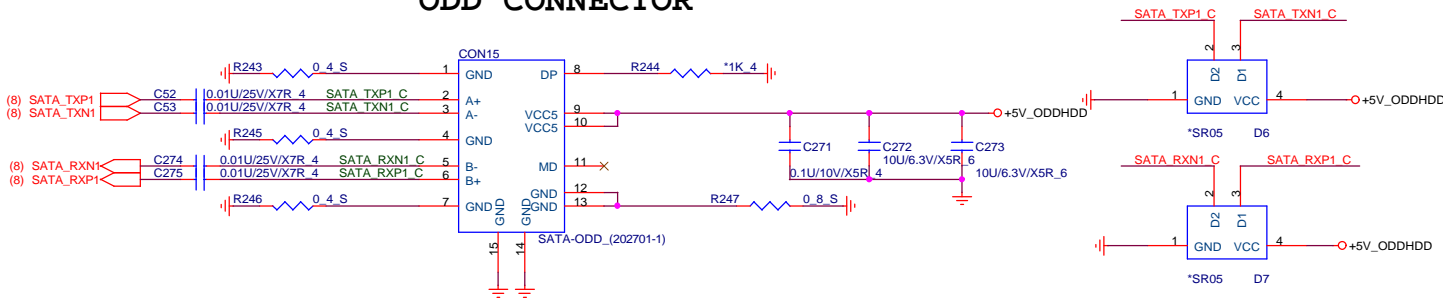 ODD CONNECTOR
SATA_TXP1_C SATA_TXN1_C
2 3
D2 D1
1 GND VCC 4 +5V_ODDHDD
*SR05 D6
CON15
R243 0_4_S 1 GND DP 8 R244 *1K_4
(8) SATA_TXP1 C52 0.01U/25V/X7R_4 SATA_TXP1_C 2 A+
(8) SATA_TXN1 C53 0.01U/25V/X7R_4 SATA_TXN1_C 3 A-
VCC5 9 +5V_ODDHDD
VCC5 10
R245 0_4_S 4 GND
C271 C272 C273
0.1U/10V/X5R_4 10U/6.3V/X5R_6 10U/6.3V/X5R_6
(8) SATA_RXN1 C274 0.01U/25V/X7R_4 SATA_RXN1_C 5 B-
MD 11
(8) SATA_RXP1 C275 0.01U/25V/X7R_4 SATA_RXP1_C 6 B+
GND 12
R246 0_4_S 7 GND GND 13 R247 0_8_S
GND GND
15 14
SATA-ODD_(202701-1)
SATA_RXN1_C SATA_RXP1_C
2 3
D2 D1
1 GND VCC 4 +5V_ODDHDD
*SR05 D7